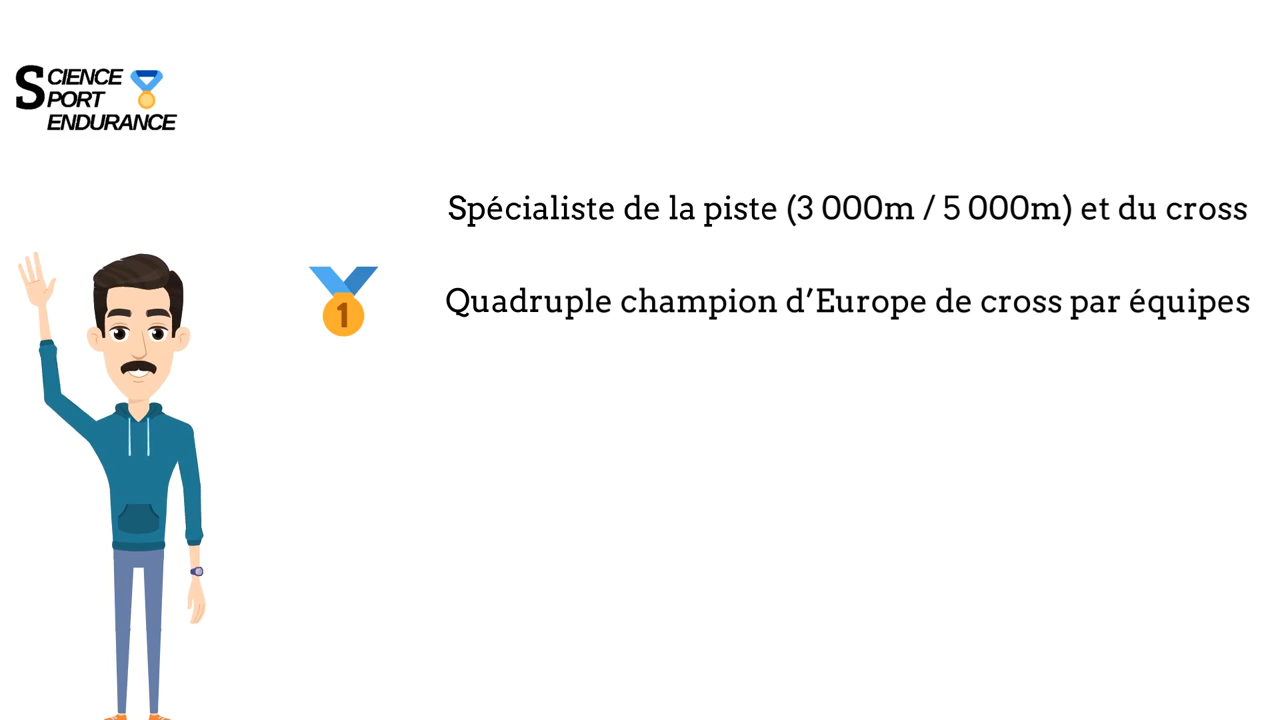 SCIENCE
SPORT
ENDURANCE
Spécialiste de la piste (3 000m / 5 000m) et du cross
1
Quadruple champion d’Europe de cross par équipes